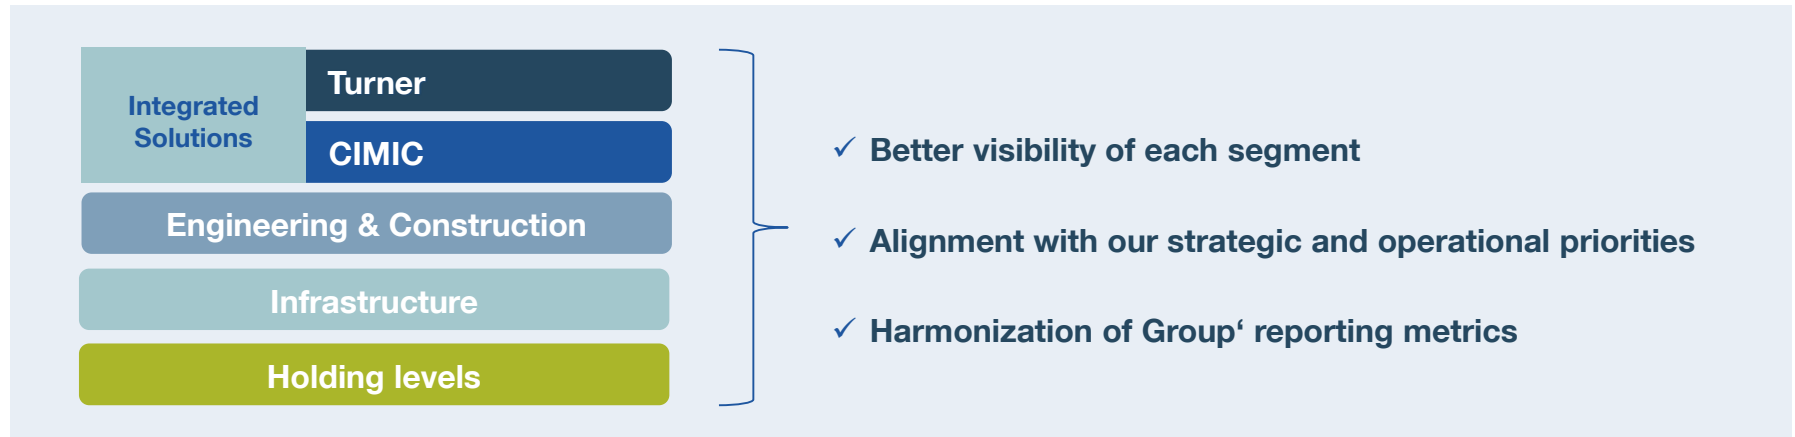 Integrated
Solutions
Turner
CIMIC
Engineering & Construction
Infrastructure
Holding levels
✓ Better visibility of each segment
✓ Alignment with our strategic and operational priorities
✓ Harmonization of Group‘ reporting metrics